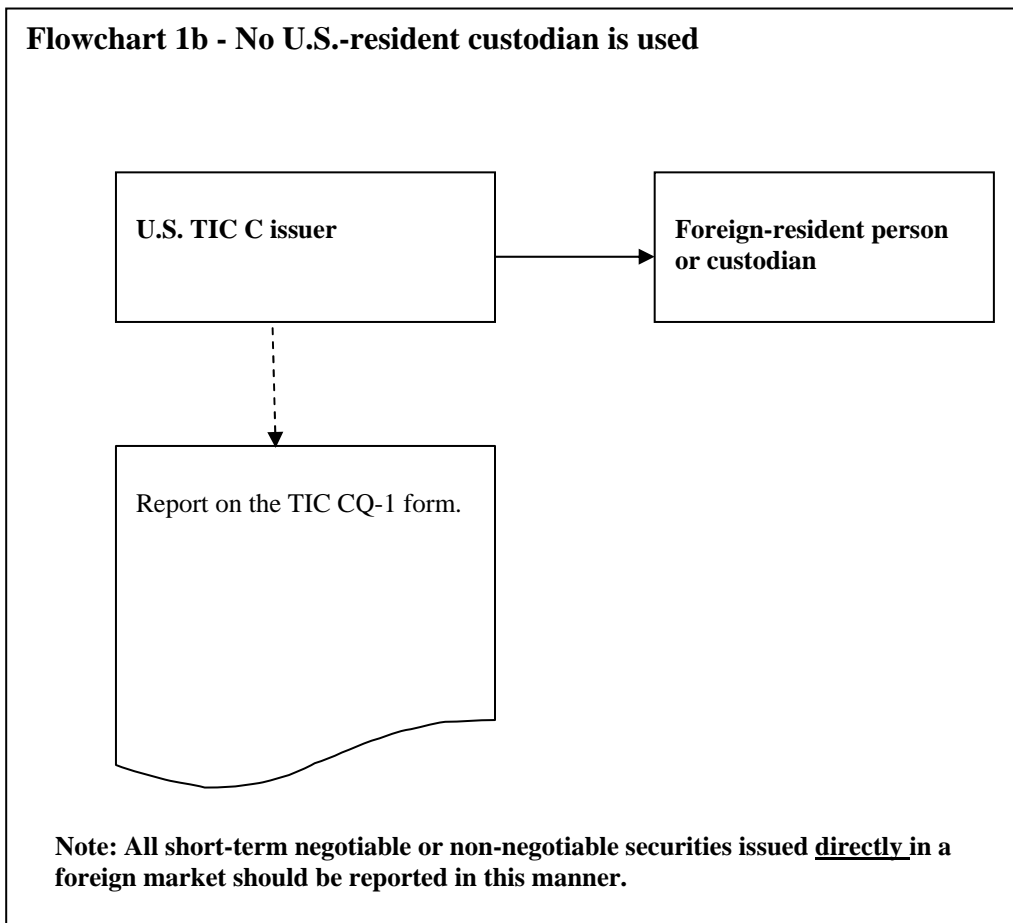 Flowchart 1b - No U.S.-resident custodian is used
U.S. TIC C issuer
Foreign-resident person
or custodian
Report on the TIC CQ-1 form.
Note: All short-term negotiable or non-negotiable securities issued directly in a
foreign market should be reported in this manner.